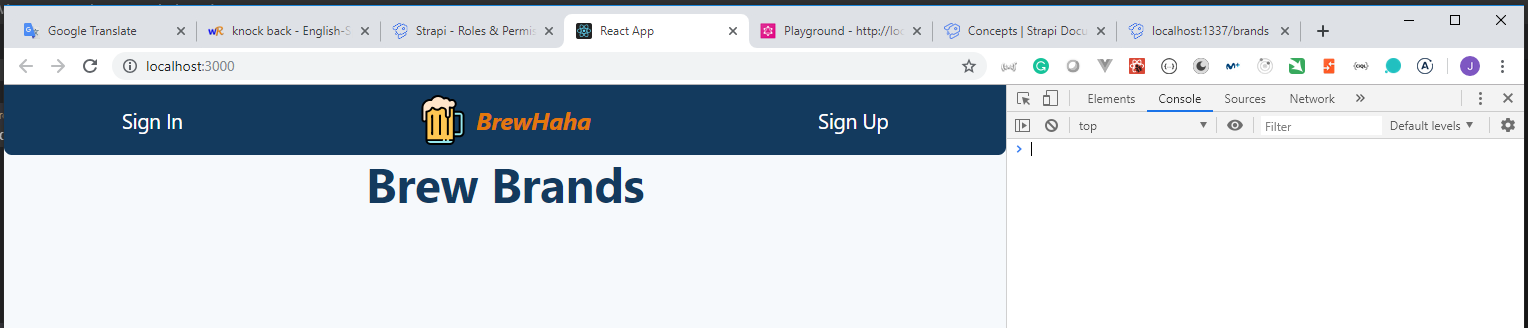 Google Translate
knock back - English-S
Strapi - Roles & Permis
React App
Playground - http://loc
Concepts | Strapi Docu
localhost:1337/brands
localhost:3000
J
Sign In
BrewHaha
Sign Up
Brew Brands
Elements
Console
Sources
Network
top
Filter
Default levels